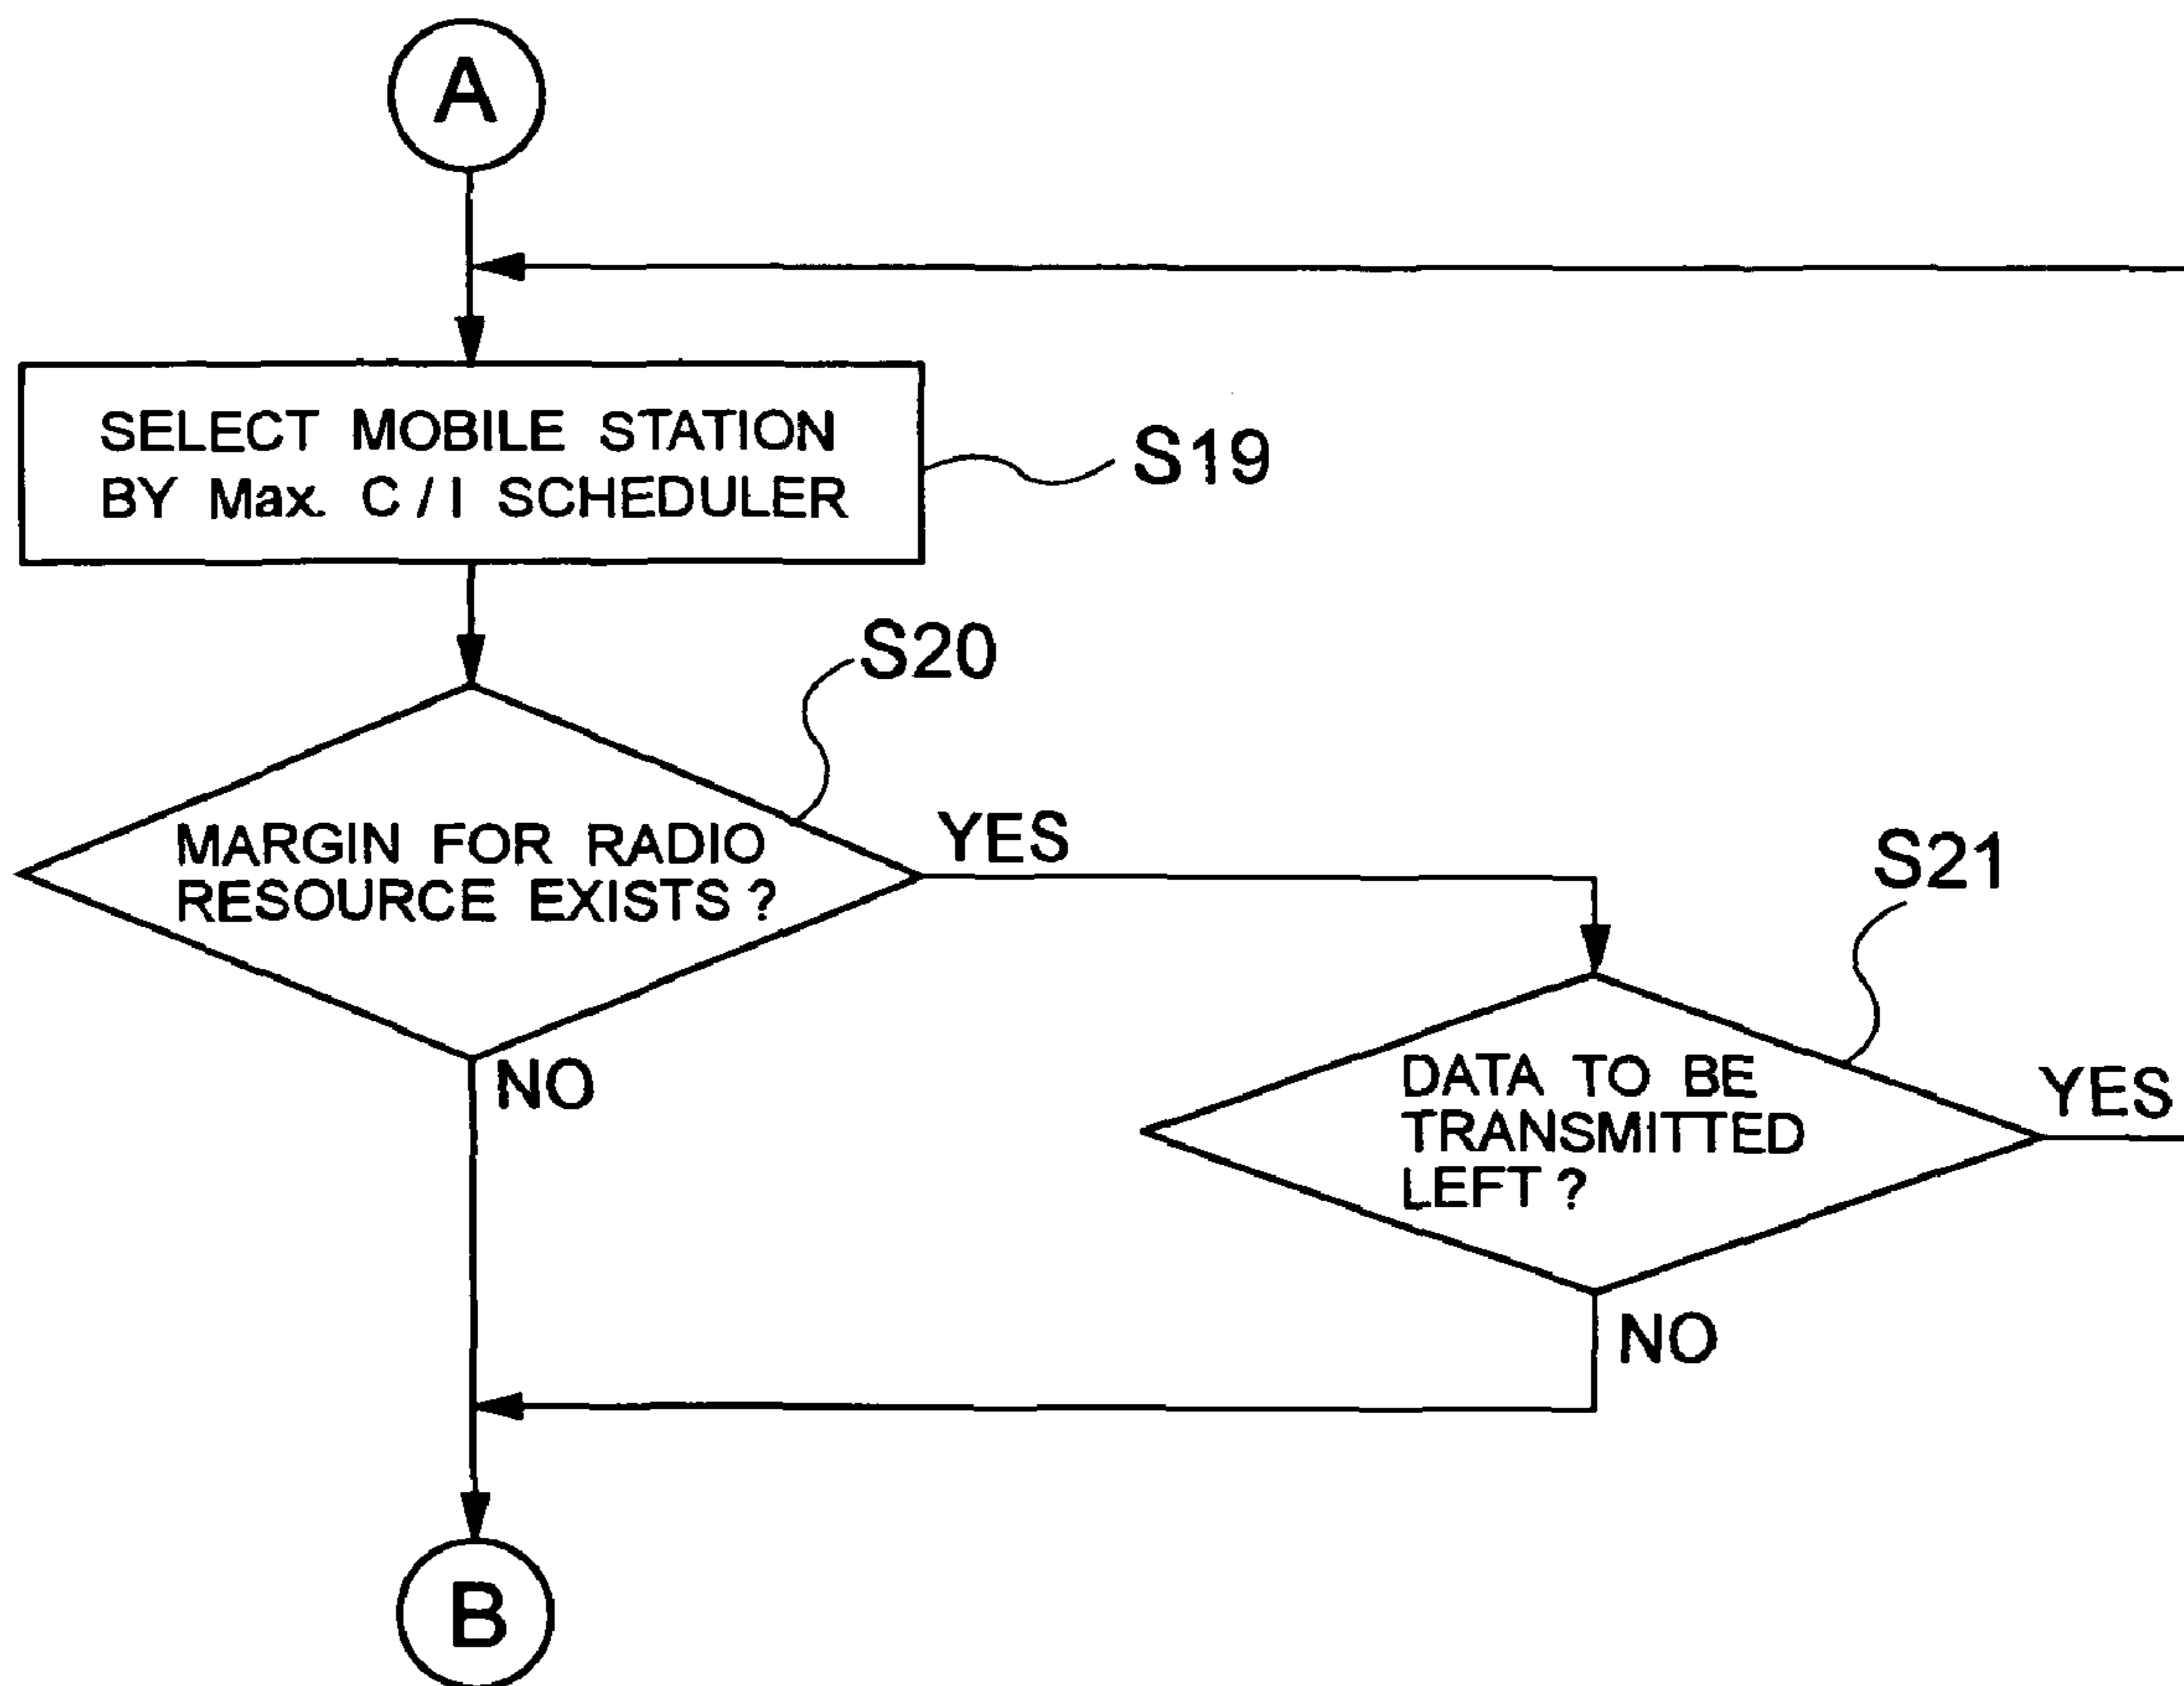 A
SELECT MOBILE STATION
BY Max. C / I SCHEDULER
S19
S20
MARGIN FOR RADIO
RESOURCE EXISTS ?
YES
NO
S21
DATA TO BE
TRANSMITTED
LEFT ?
YES
NO
B